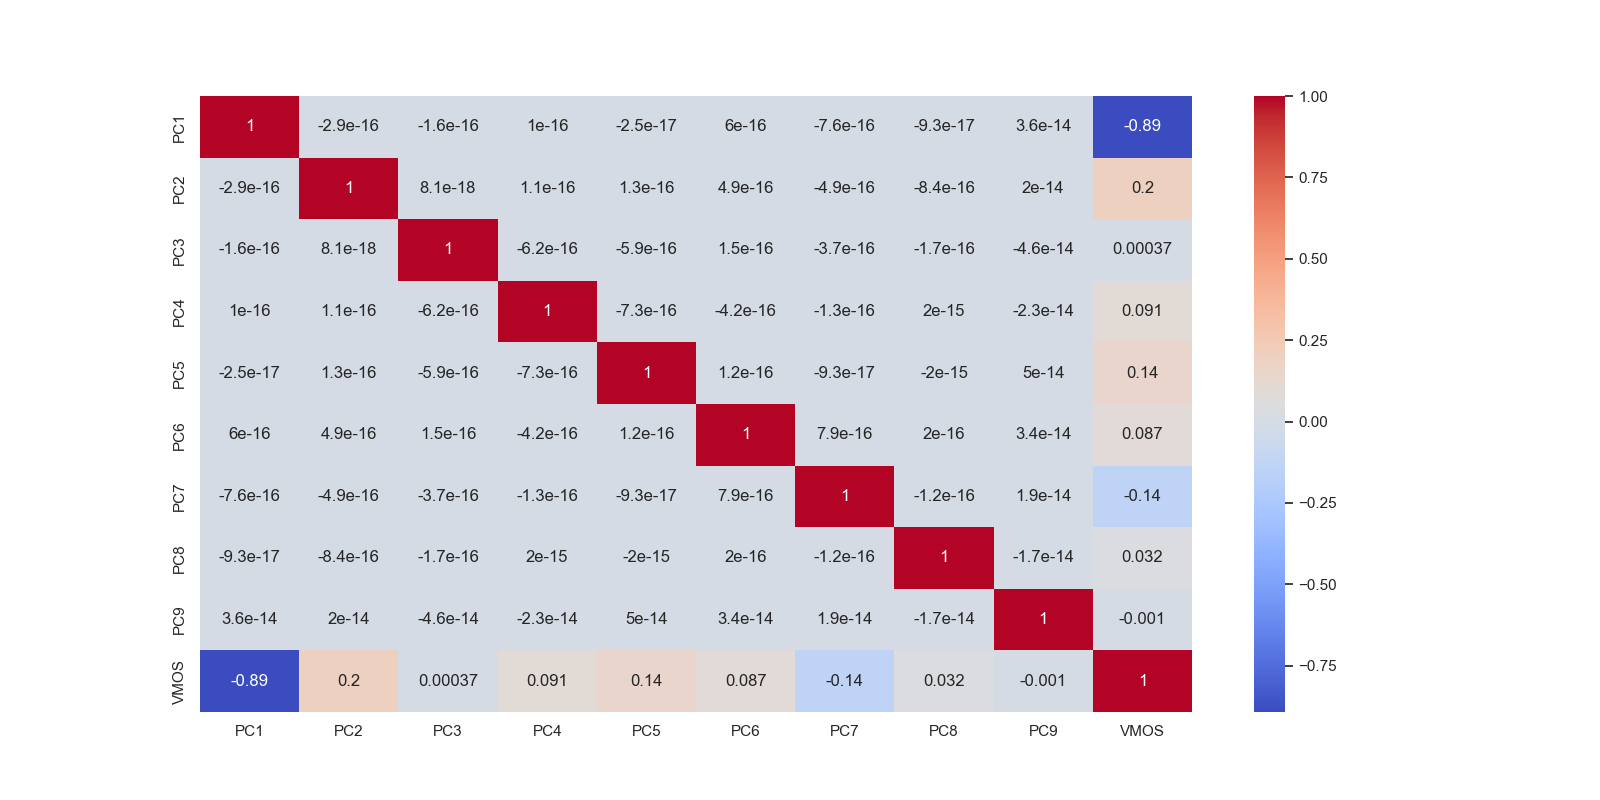 PC1 1 -2.9e-16 -1.6e-16 1e-16 -2.5e-17 6e-16 -7.6e-16 -9.3e-17 3.6e-14 -0.89
PC2 -2.9e-16 1 8.1e-18 1.1e-16 1.3e-16 4.9e-16 -4.9e-16 -8.4e-16 2e-14 0.2
PC3 -1.6e-16 8.1e-18 1 -6.2e-16 -5.9e-16 1.5e-16 -3.7e-16 -1.7e-16 -4.6e-14 0.00037
PC4 1e-16 1.1e-16 -6.2e-16 1 -7.3e-16 -4.2e-16 -1.3e-16 2e-15 -2.3e-14 0.091
PC5 -2.5e-17 1.3e-16 -5.9e-16 -7.3e-16 1 1.2e-16 -9.3e-17 -2e-15 5e-14 0.14
PC6 6e-16 4.9e-16 1.5e-16 -4.2e-16 1.2e-16 1 7.9e-16 2e-16 3.4e-14 0.087
PC7 -7.6e-16 -4.9e-16 -3.7e-16 -1.3e-16 -9.3e-17 7.9e-16 1 -1.2e-16 1.9e-14 -0.14
PC8 -9.3e-17 -8.4e-16 -1.7e-16 2e-15 -2e-15 2e-16 -1.2e-16 1 -1.7e-14 0.032
PC9 3.6e-14 2e-14 -4.6e-14 -2.3e-14 5e-14 3.4e-14 1.9e-14 -1.7e-14 1 -0.001
VMOS -0.89 0.2 0.00037 0.091 0.14 0.087 -0.14 0.032 -0.001 1
PC1 PC2 PC3 PC4 PC5 PC6 PC7 PC8 PC9 VMOS
1.00
0.75
0.50
0.25
0.00
−0.25
−0.50
−0.75